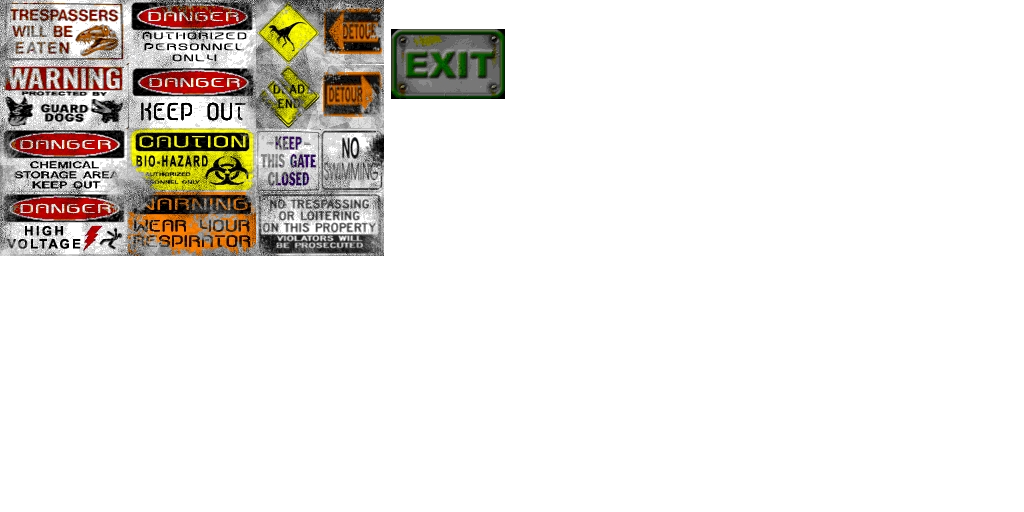 TRESPASSERS
WILL BE
EATEN
DANGER
AUTHORIZED
PERSONNEL
ONLY
DETOUR
EXIT
WARNING
PROTECTED BY
GUARD
DOGS
DANGER
KEEP OUT
DEAD
END
DETOUR
DANGER
CHEMICAL
STORAGE AREA
KEEP OUT
CAUTION
BIO-HAZARD
AUTHORIZED
PERSONNEL ONLY
-KEEP-
THIS GATE
CLOSED
NO
SWIMMING
DANGER
HIGH
VOLTAGE
WARNING
WEAR YOUR
RESPIRATOR
NO TRESPASSING
OR LOITERING
ON THIS PROPERTY
VIOLATORS WILL
BE PROSECUTED